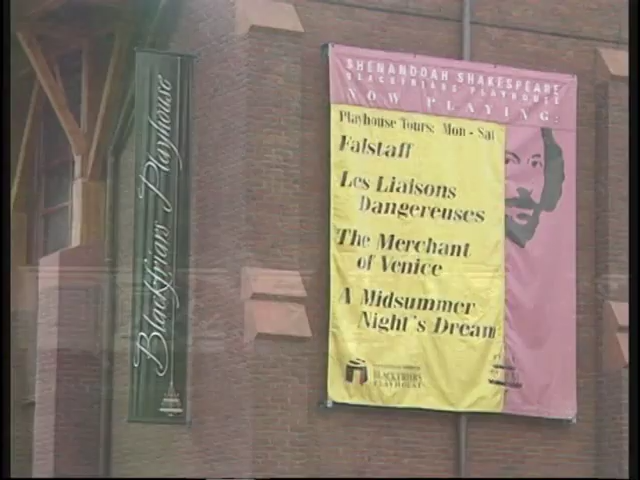 Blackfriars Playhouse
SHENANDOAH SHAKESPEARE
BLACKFRIARS PLAYHOUSE
NOW PLAYING:
Playhouse Tours: Mon - Sat
Falstaff
Les Liaisons
Dangereuses
The Merchant
of Venice
A Midsummer
Night's Dream
BLACKFRIARS
PLAYHOUSE